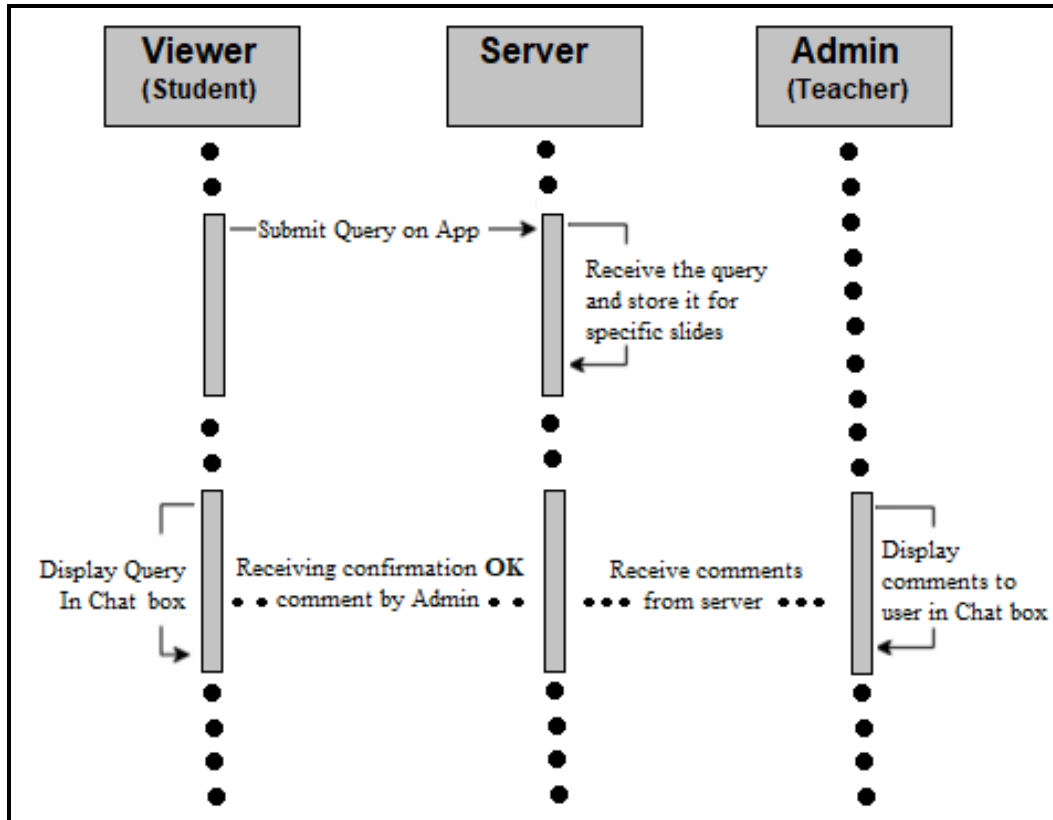 Viewer
(Student)
Server
Admin
(Teacher)
Submit Query on App
Receive the query
and store it for
specific slides
Display Query
In Chat box
Receiving confirmation OK
comment by Admin
Receive comments
from server
Display
comments to
user in Chat box